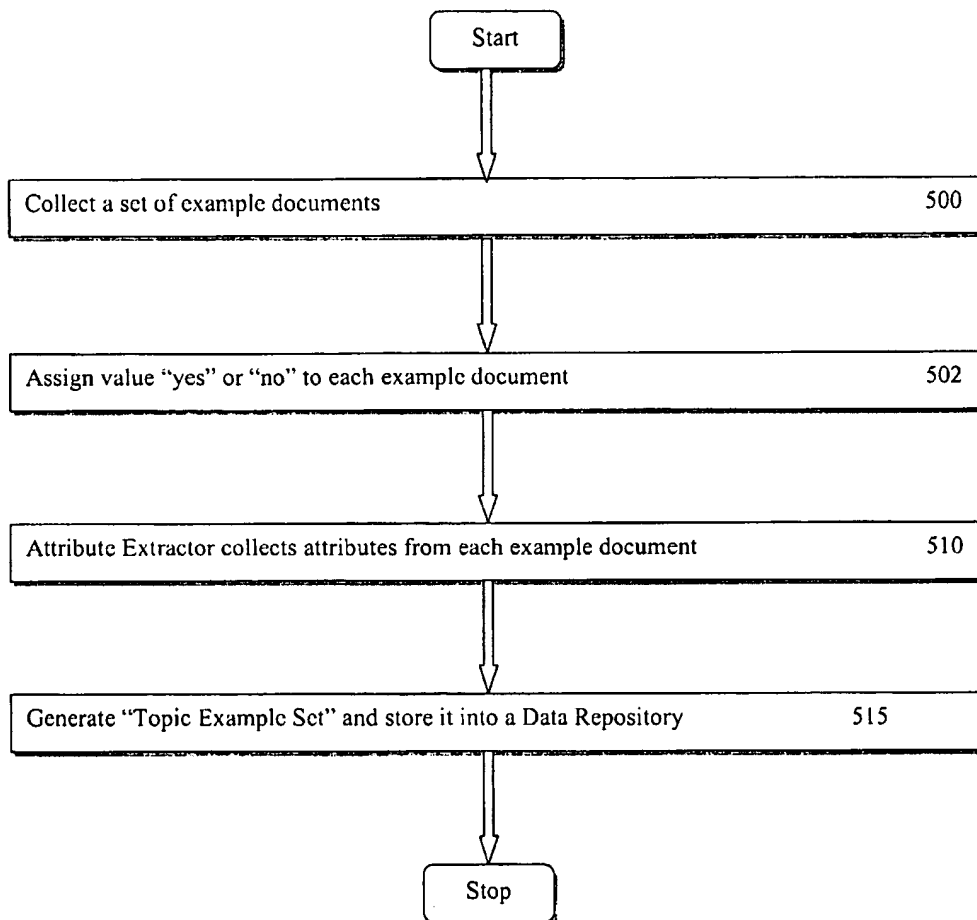 Start
Collect a set of example documents 500
Assign value “yes” or “no” to each example document 502
Attribute Extractor collects attributes from each example document 510
Generate “Topic Example Set” and store it into a Data Repository 515
Stop